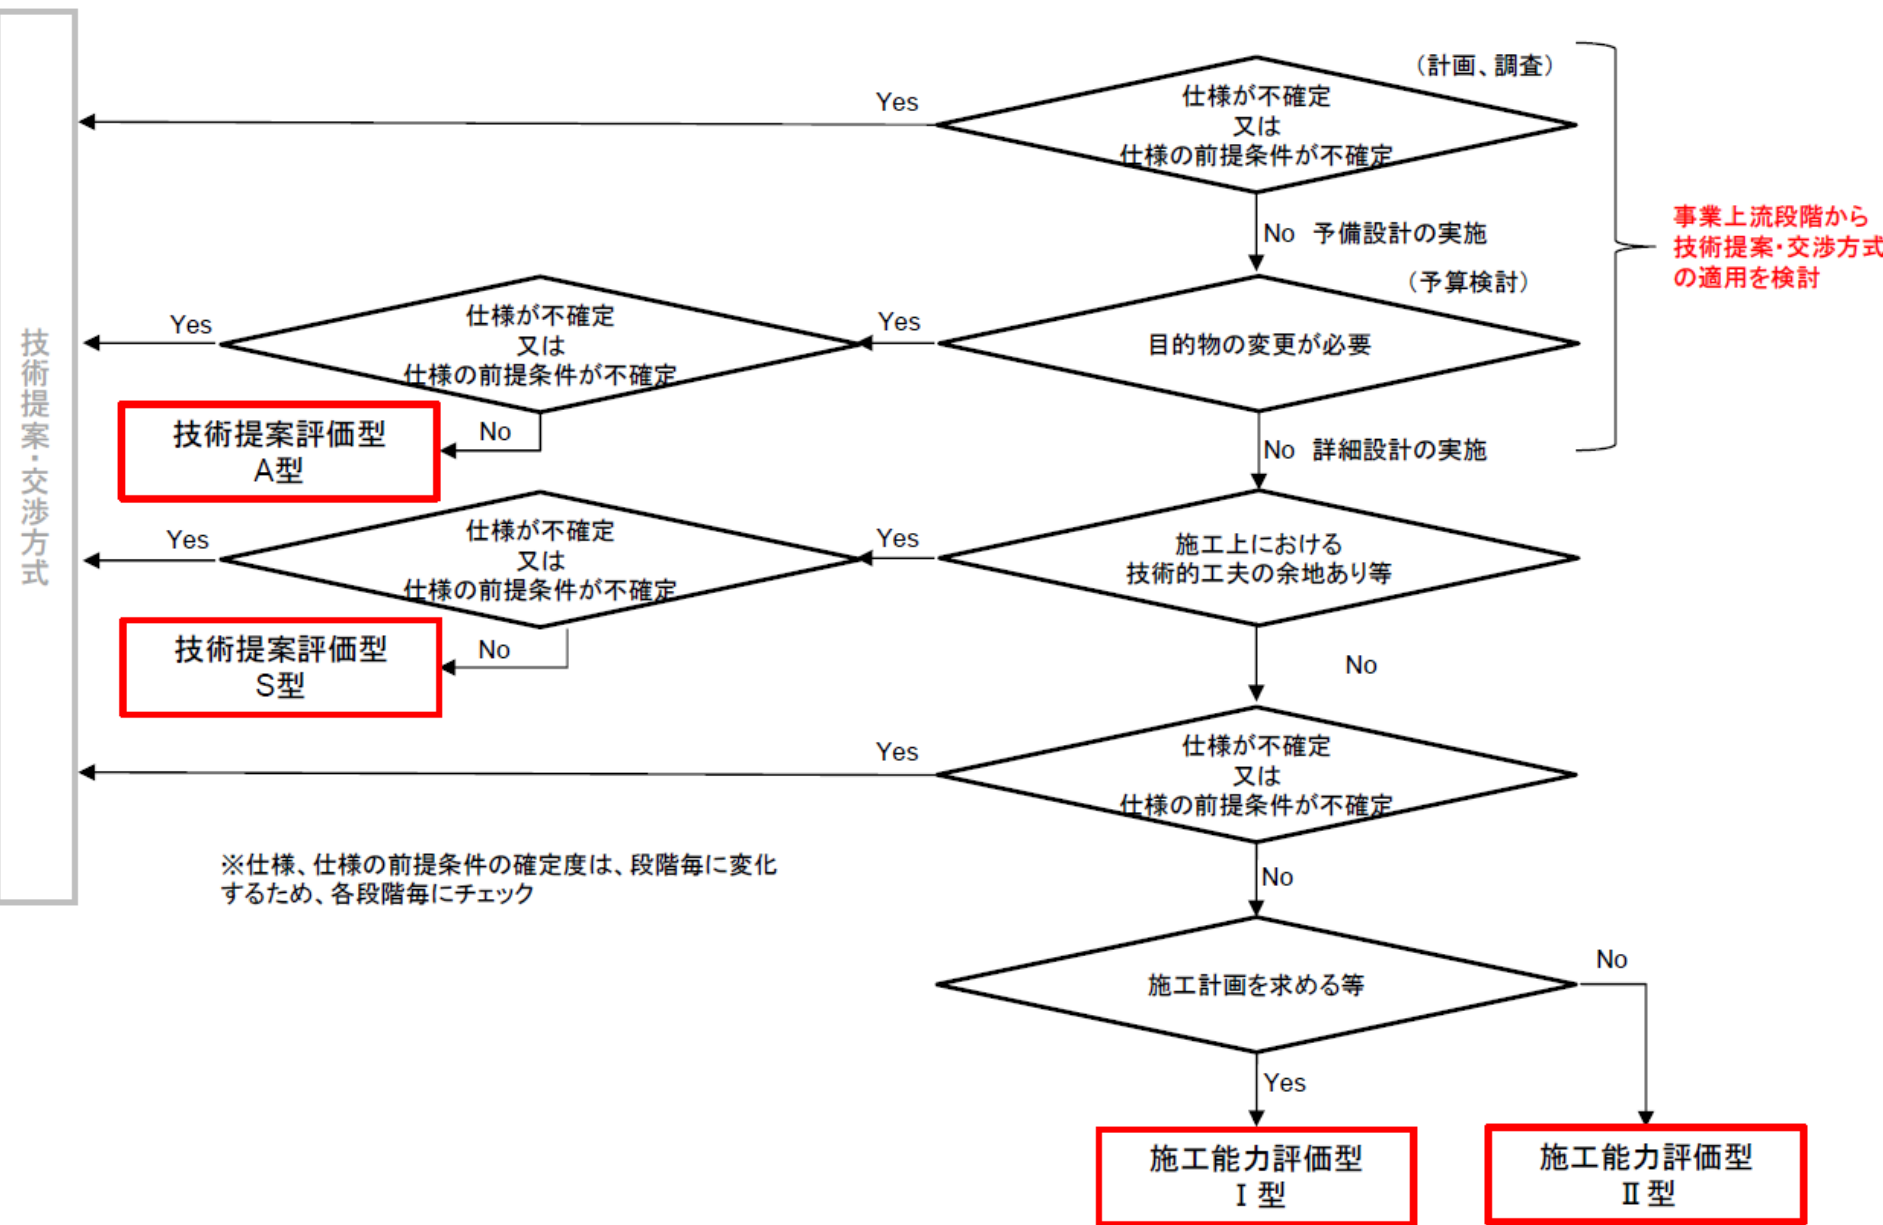 技術提案・交渉方式
（計画、調査）
仕様が不確定
又は
仕様の前提条件が不確定
Yes
No 予備設計の実施
事業上流段階から
技術提案・交渉方式
の適用を検討
（予算検討）
目的物の変更が必要
Yes
仕様が不確定
又は
仕様の前提条件が不確定
Yes
No
技術提案評価型
A型
No 詳細設計の実施
施工上における
技術的工夫の余地あり等
Yes
仕様が不確定
又は
仕様の前提条件が不確定
Yes
No
技術提案評価型
S型
No
仕様が不確定
又は
仕様の前提条件が不確定
Yes
※仕様、仕様の前提条件の確定度は、段階毎に変化
するため、各段階毎にチェック
No
施工計画を求める等
No
Yes
施工能力評価型
Ⅰ型
施工能力評価型
Ⅱ型